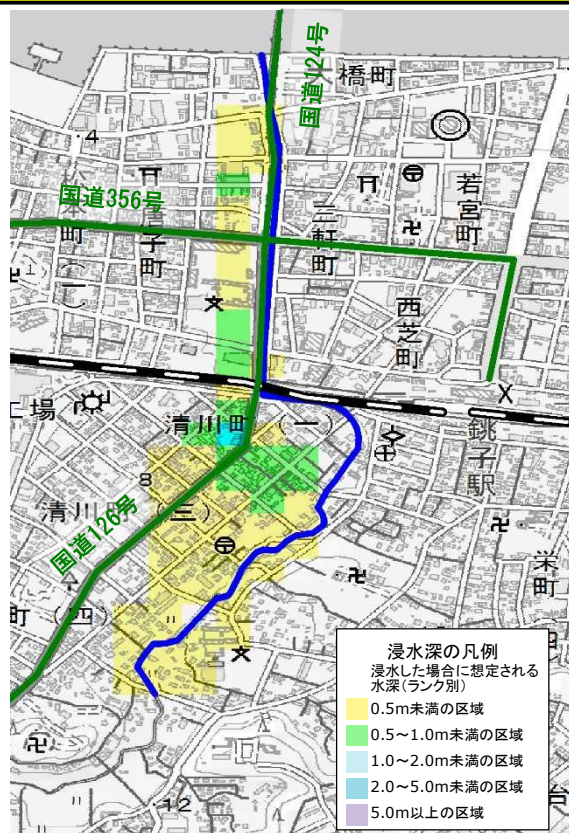 国道124号
橋町
4
国道356号
子町
三軒町
若宮町
西芝町
工場
清川町(一)
銚子駅
8
清川
(三)
国道126号
栄町
町(四)
12
台
浸水深の凡例
浸水した場合に想定される
水深(ランク別)
0.5m未満の区域
0.5～1.0m未満の区域
1.0～2.0m未満の区域
2.0～5.0m未満の区域
5.0m以上の区域